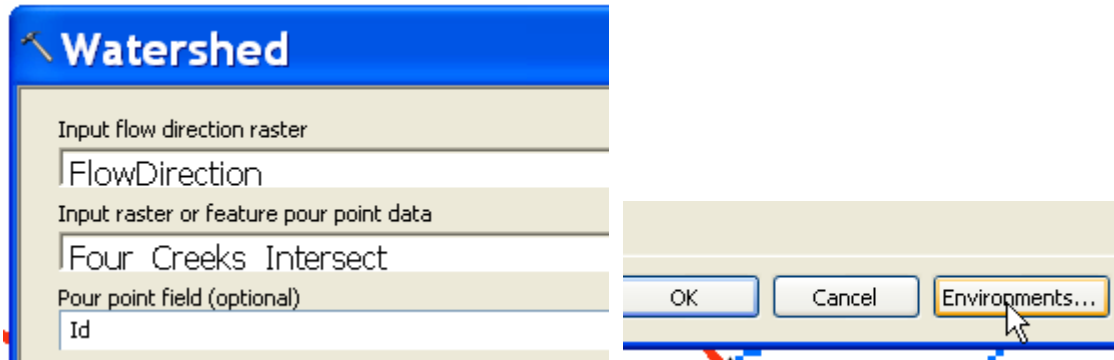 Watershed
Input flow direction raster
FlowDirection
Input raster or feature pour point data
Four Creeks Intersect
Pour point field (optional)
Id
OK Cancel Environments...